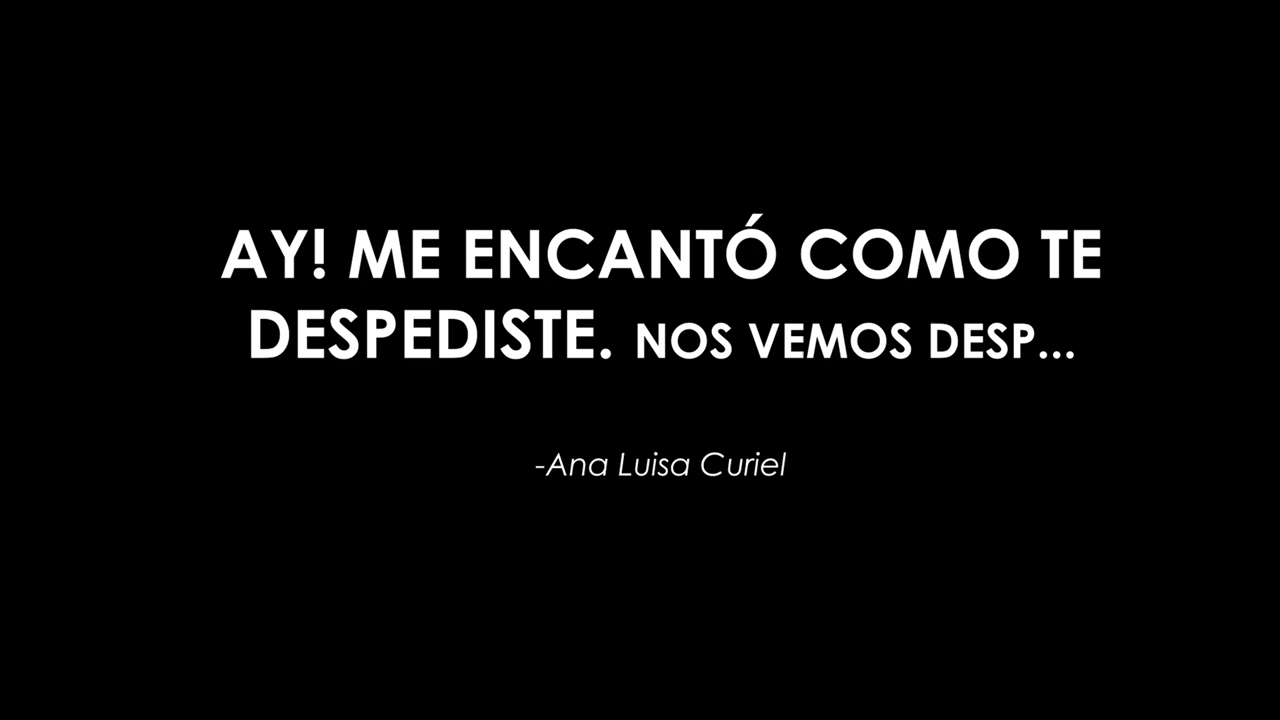 AY! ME ENCANTÓ COMO TE
DESPEDISTE. NOS VEMOS DESP...
-Ana Luisa Curiel